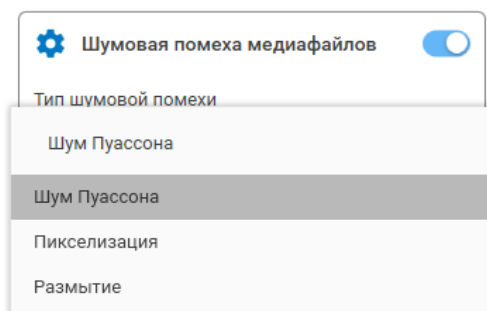 Шумовая помеха медиафайлов
Тип шумовой помехи
Шум Пуассона
Шум Пуассона
Пикселизация
Размытие